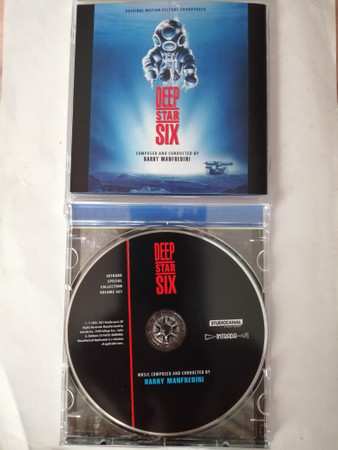 ORIGINAL MOTION PICTURE SOUNDTRACK
DEEP
STAR
SIX
COMPOSED AND CONDUCTED BY
HARRY MANFREDINI
DEEP
STAR
SIX
INTRADA
SPECIAL
COLLECTION
STUDIOCANAL
INTRADA
MUSIC COMPOSED AND CONDUCTED BY
HARRY MANFREDINI